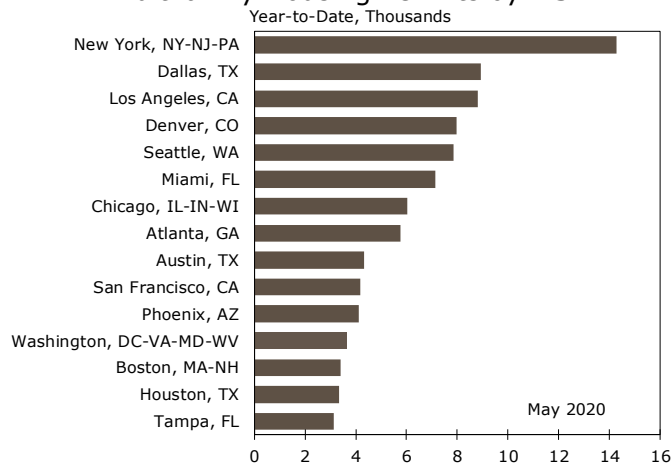 Year-to-Date, Thousands
New York, NY-NJ-PA
Dallas, TX
Los Angeles, CA
Denver, CO
Seattle, WA
Miami, FL
Chicago, IL-IN-WI
Atlanta, GA
Austin, TX
San Francisco, CA
Phoenix, AZ
Washington, DC-VA-MD-WV
Boston, MA-NH
Houston, TX
Tampa, FL
May 2020
0 2 4 6 8 10 12 14 16